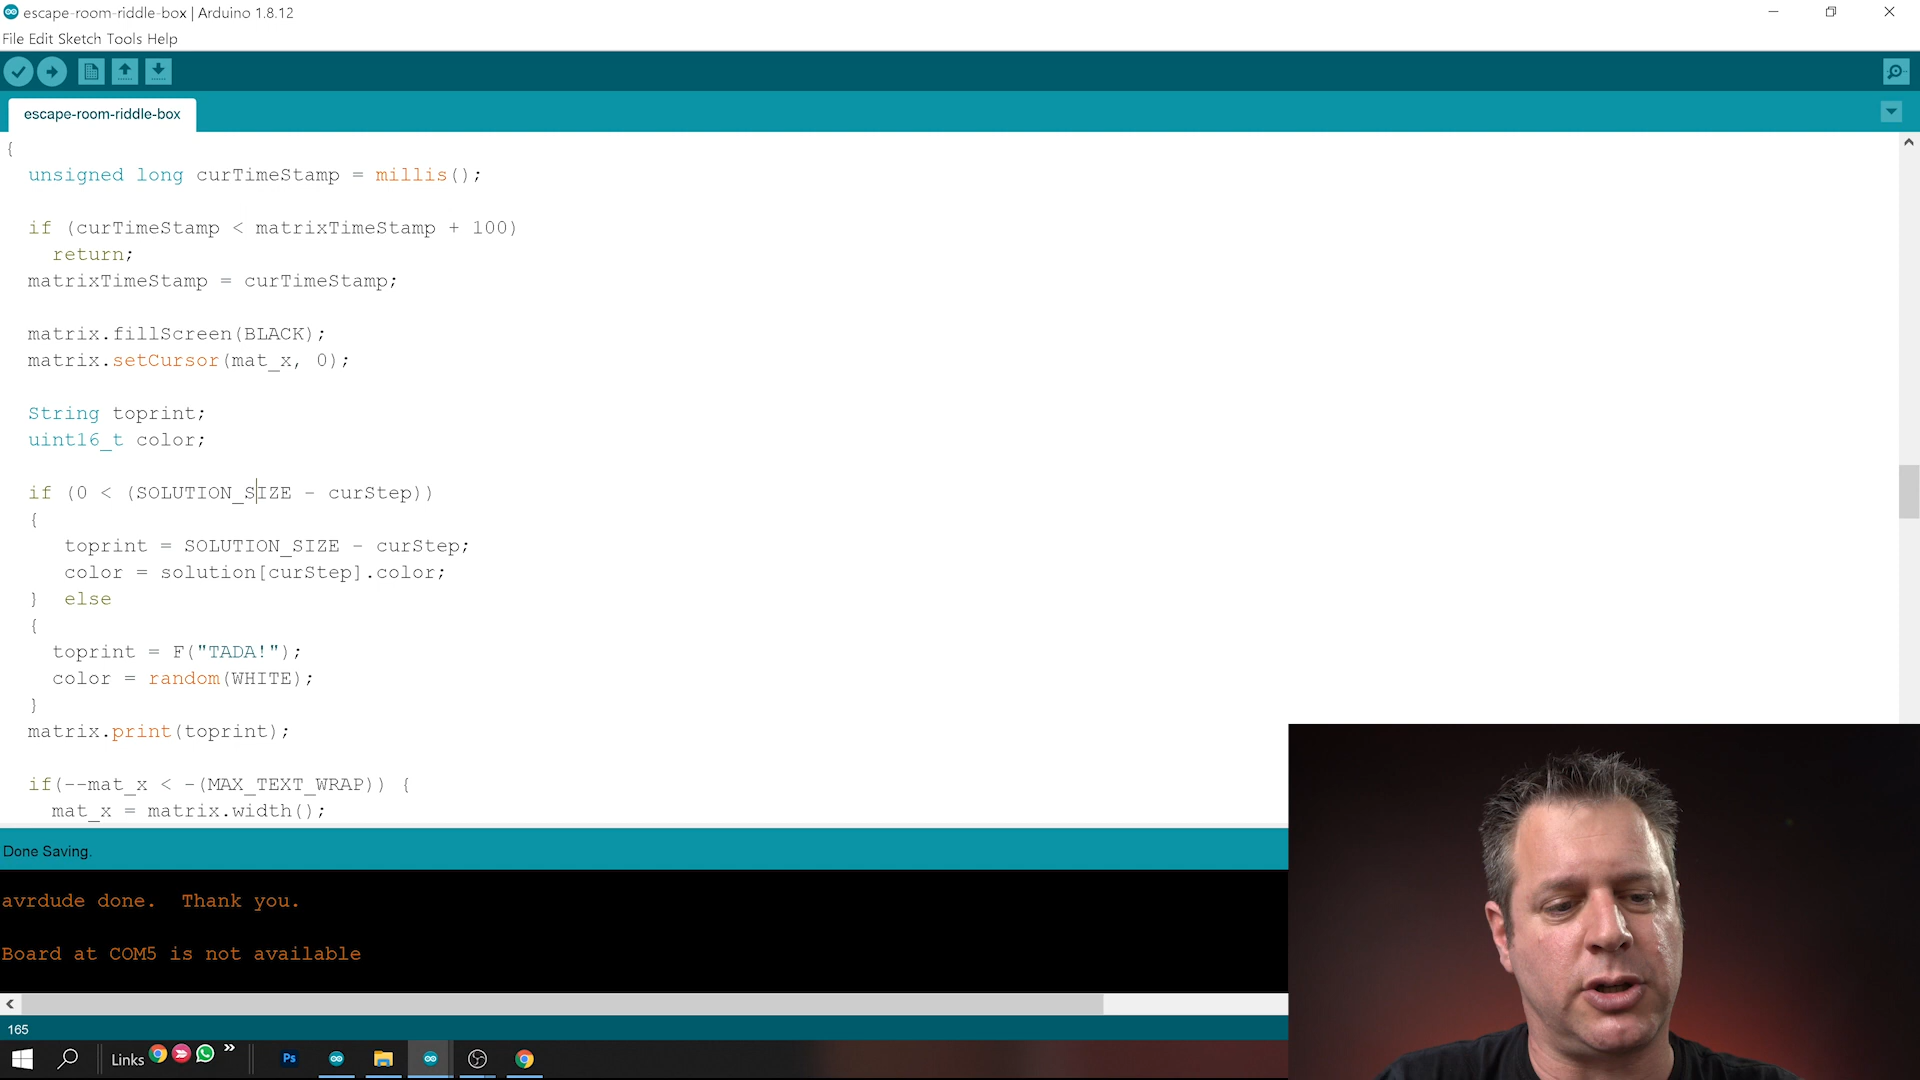 escape-room-riddle-box | Arduino 1.8.12
File Edit Sketch Tools Help
escape-room-riddle-box
{
unsigned long curTimeStamp = millis();
if (curTimeStamp < matrixTimeStamp + 100)
return;
matrixTimeStamp = curTimeStamp;
matrix.fillScreen(BLACK);
matrix.setCursor(mat_x, 0);
String toprint;
uint16_t color;
if (0 < (SOLUTION_SIZE - curStep))
{
toprint = SOLUTION_SIZE - curStep;
color = solution[curStep].color;
} else
{
toprint = F("TADA!");
color = random(WHITE);
}
matrix.print(toprint);
if(--mat_x < -(MAX_TEXT_WRAP)) {
mat_x = matrix.width();
Done Saving.
avrdude done. Thank you.
Board at COM5 is not available
165
Links
Ps